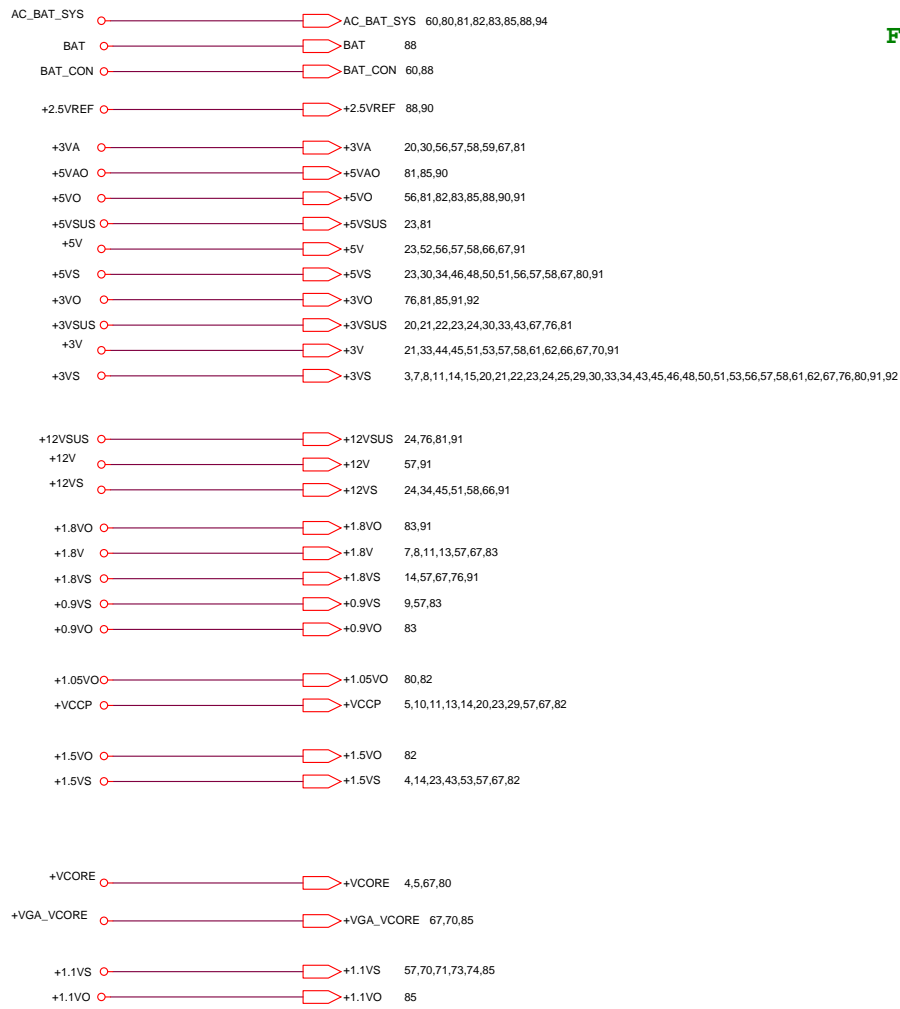 AC_BAT_SYS AC_BAT_SYS 60,80,81,82,83,85,88,94
F
BAT BAT 88
BAT_CON BAT_CON 60,88
+2.5VREF +2.5VREF 88,90
+3VA +3VA 20,30,56,57,58,59,67,81
+5VAO +5VAO 81,85,90
+5VO +5VO 56,81,82,83,85,88,90,91
+5VSUS +5VSUS 23,81
+5V +5V 23,52,56,57,58,66,67,91
+5VS +5VS 23,30,34,46,48,50,51,56,57,58,67,80,91
+3VO +3VO 76,81,85,91,92
+3VSUS +3VSUS 20,21,22,23,24,30,33,43,67,76,81
+3V +3V 21,33,44,45,51,53,57,58,61,62,66,67,70,91
+3VS +3VS 3,7,8,11,14,15,20,21,22,23,24,25,29,30,33,34,43,45,46,48,50,51,53,56,57,58,61,62,67,76,80,91,92
+12VSUS +12VSUS 24,76,81,91
+12V +12V 57,91
+12VS +12VS 24,34,45,51,58,66,91
+1.8VO +1.8VO 83,91
+1.8V +1.8V 7,8,11,13,57,67,83
+1.8VS +1.8VS 14,57,67,76,91
+0.9VS +0.9VS 9,57,83
+0.9VO +0.9VO 83
+1.05VO +1.05VO 80,82
+VCCP +VCCP 5,10,11,13,14,20,23,29,57,67,82
+1.5VO +1.5VO 82
+1.5VS +1.5VS 4,14,23,43,53,57,67,82
+VCORE +VCORE 4,5,67,80
+VGA_VCORE +VGA_VCORE 67,70,85
+1.1VS +1.1VS 57,70,71,73,74,85
+1.1VO +1.1VO 85